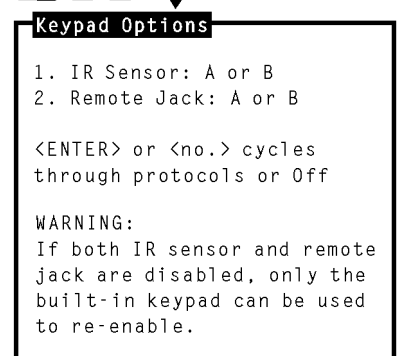 Keypad Options
1. IR Sensor: A or B
2. Remote Jack: A or B
<ENTER> or <no.> cycles
through protocols or Off
WARNING:
If both IR sensor and remote
jack are disabled, only the
built-in keypad can be used
to re-enable.